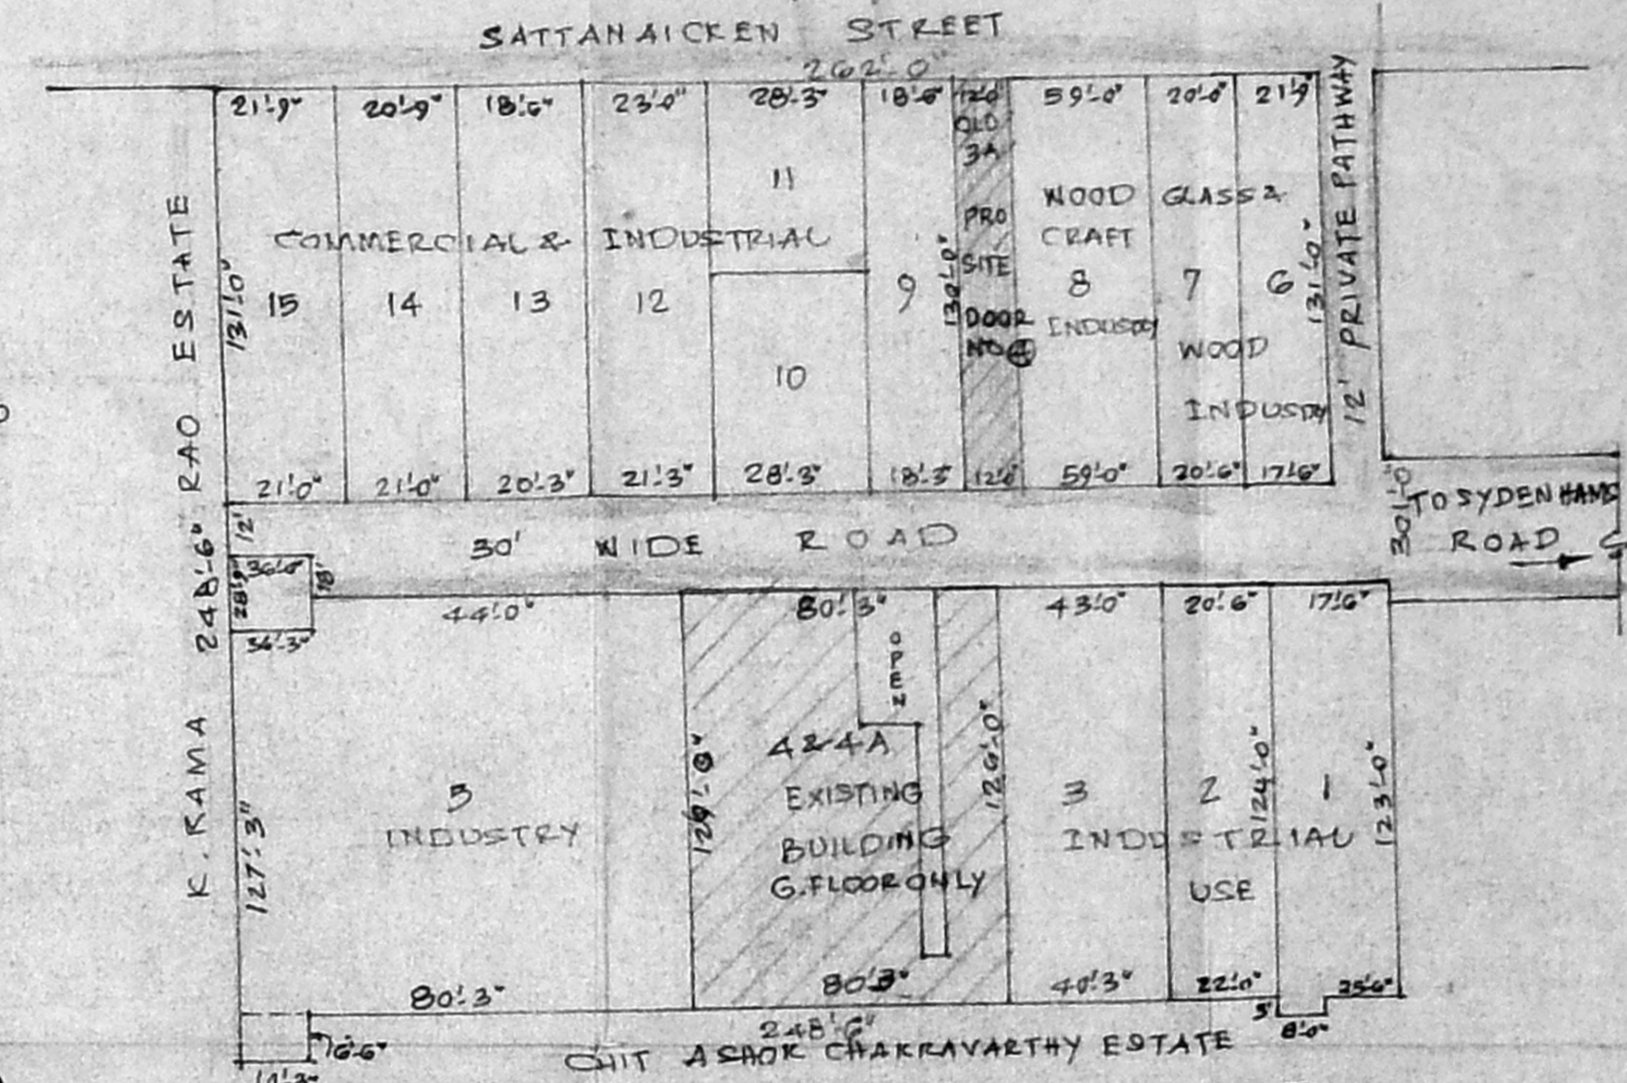 SATTANAICKEN STREET
262'-0"
21'-9" 20'-9" 18'-6" 23'-0" 28'-3" 18'-6" 12'-0" 59'-0" 20'-0" 21'-9"
OLD
3A
11
WOOD GLASS &
CRAFT
PRO
SITE
COMMERCIAL & INDUSTRIAL
15 14 13 12 9 8 7 6
131'-0" 130'-0" 131'-0"
DOOR
NO
INDUSTRY
WOOD
INDUSTRY
10
21'-0" 21'-0" 20'-3" 21'-3" 28'-3" 18'-3" 12'-0" 59'-0" 20'-6" 17'-6"
12' PRIVATE PATHWAY
K. RAMA RAO ESTATE
248'-6"
30' WIDE ROAD
30'-0"
TO SYDENHAMS
ROAD
12'
36'-6"
18'
28'-9"
36'-3"
44'-0" 80'-3" 43'-0" 20'-6" 17'-6"
OPEN
4 & 4A
EXISTING
BUILDING
G. FLOOR ONLY
5
INDUSTRY
3 2 1
INDUSTRIAL
USE
127'-3" 129'-0" 126'-0" 124'-0" 123'-0"
80'-3" 80'-3" 40'-3" 22'-0" 25'-6"
5' 8'-0"
248'-6"
16'-6"
CHIT ASHOK CHAKRAVARTHY ESTATE